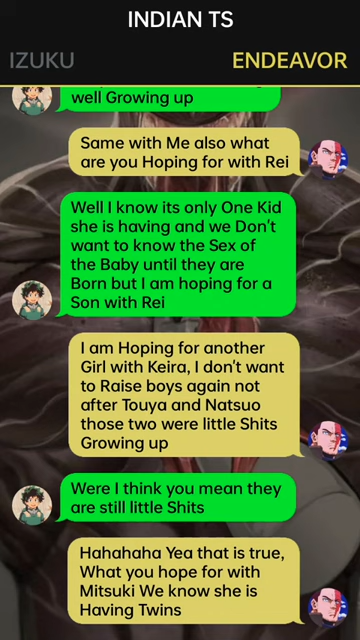 INDIAN TS
IZUKU
ENDEAVOR
well Growing up
Same with Me also what
are you Hoping for with Rei
Well I know its only One Kid
she is having and we Don't
want to know the Sex of
the Baby until they are
Born but I am hoping for a
Son with Rei
I am Hoping for another
Girl with Keira, I don't want
to Raise boys again not
after Touya and Natsuo
those two were little Shits
Growing up
Were I think you mean they
are still little Shits
Hahahaha Yea that is true,
What you hope for with
Mitsuki We know she is
Having Twins